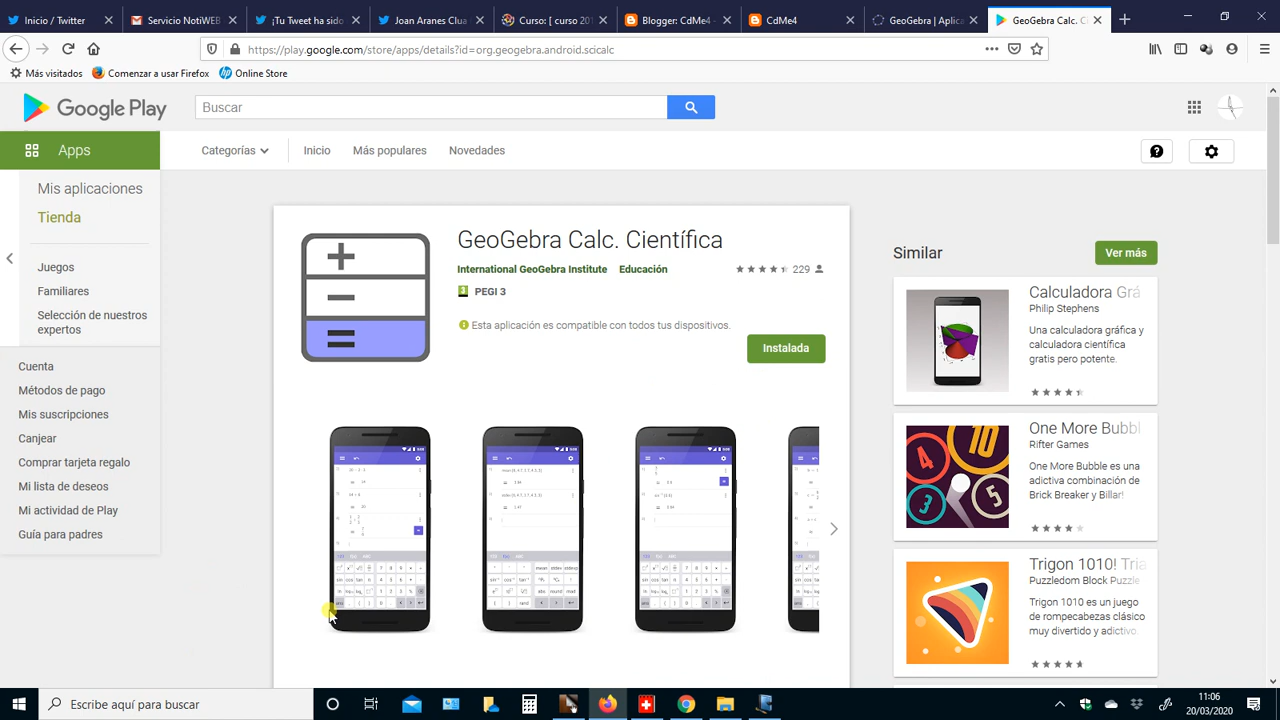 Inicio / Twitter
Servicio NotiWEB
¡Tu Tweet ha sido
Joan Aranes Clua
Curso: [ curso 201
Blogger: CdMe4
CdMe4
GeoGebra | Aplica
GeoGebra Calc. Ci
https://play.google.com/store/apps/details?id=org.geogebra.android.scicalc
Más visitados
Comenzar a usar Firefox
Online Store
Google Play
Buscar
Apps
Categorías
Inicio
Más populares
Novedades
Mis aplicaciones
Tienda
Juegos
Familiares
Selección de nuestros
expertos
Cuenta
Métodos de pago
Mis suscripciones
Canjear
Comprar tarjeta regalo
Mi lista de deseos
Mi actividad de Play
Guía para padres
GeoGebra Calc. Científica
International GeoGebra Institute
Educación
229
3
PEGI 3
Esta aplicación es compatible con todos tus dispositivos.
Instalada
Similar
Ver más
Calculadora Grá
Philip Stephens
Una calculadora gráfica y
calculadora científica
gratis pero potente.
One More Bubbl
Rifter Games
One More Bubble es una
adictiva combinación de
Brick Breaker y Billar!
4
10
3
5
Trigon 1010! Tria
Puzzledom Block Puzzle
Trigon 1010 es un juego
de rompecabezas clásico
muy divertido y adictivo.
Escribe aquí para buscar
11:06
20/03/2020